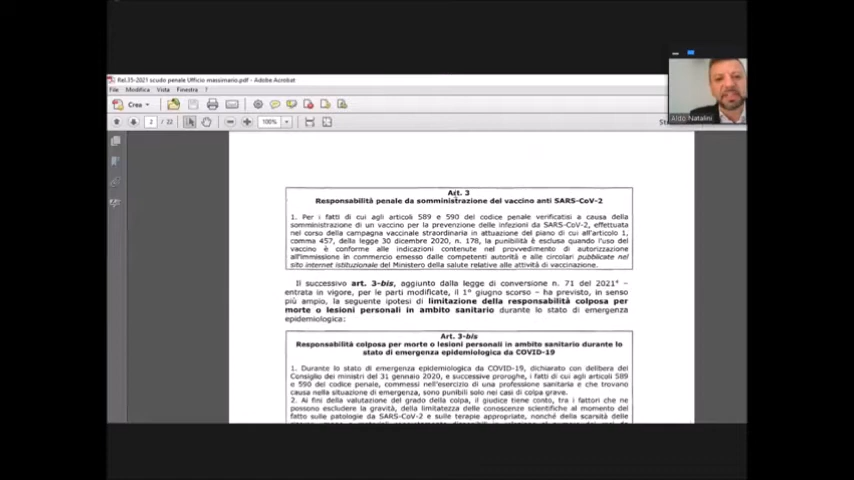 Rel.35-2021 scudo penale Ufficio massimario.pdf - Adobe Acrobat
File Modifica Vista Finestra ?
Crea
2 / 22
100%
Aldo Natalini
Art. 3
Responsabilità penale da somministrazione del vaccino anti SARS-CoV-2
1. Per i fatti di cui agli articoli 589 e 590 del codice penale verificatisi a causa della
somministrazione di un vaccino per la prevenzione delle infezioni da SARS-CoV-2, effettuata
nel corso della campagna vaccinale straordinaria in attuazione del piano di cui all'articolo 1,
comma 457, della legge 30 dicembre 2020, n. 178, la punibilità è esclusa quando l'uso del
vaccino è conforme alle indicazioni contenute nel provvedimento di autorizzazione
all'immissione in commercio emesso dalle competenti autorità e alle circolari pubblicate nel
sito internet istituzionale del Ministero della salute relative alle attività di vaccinazione.
Il successivo art. 3-bis, aggiunto dalla legge di conversione n. 71 del 2021⁴ –
entrata in vigore, per le parti modificate, il 1° giugno scorso – ha previsto, in senso
più ampio, la seguente ipotesi di limitazione della responsabilità colposa per
morte o lesioni personali in ambito sanitario durante lo stato di emergenza
epidemiologica:
Art. 3-bis
Responsabilità colposa per morte o lesioni personali in ambito sanitario durante lo
stato di emergenza epidemiologica da COVID-19
1. Durante lo stato di emergenza epidemiologica da COVID-19, dichiarato con delibera del
Consiglio dei ministri del 31 gennaio 2020, e successive proroghe, i fatti di cui agli articoli 589
e 590 del codice penale, commessi nell'esercizio di una professione sanitaria e che trovano
causa nella situazione di emergenza, sono punibili solo nei casi di colpa grave.
2. Ai fini della valutazione del grado della colpa, il giudice tiene conto, tra i fattori che ne
possono escludere la gravità, della limitatezza delle conoscenze scientifiche al momento del
fatto sulle patologie da SARS-CoV-2 e sulle terapie appropriate, nonché della scarsità delle